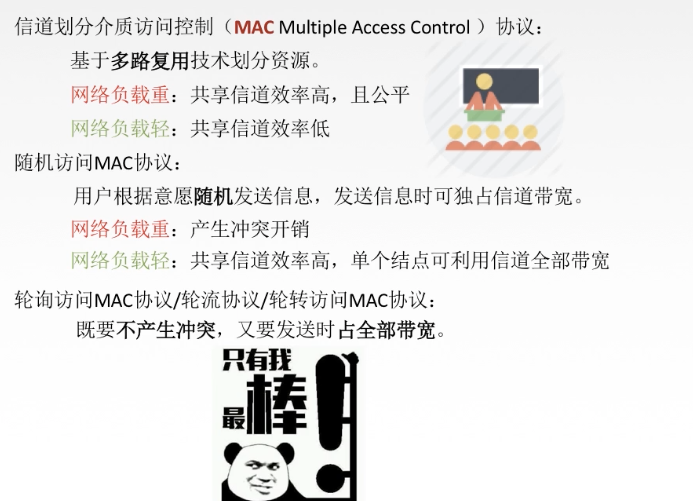 信道划分介质访问控制（MAC Multiple Access Control ）协议：
基于多路复用技术划分资源。
网络负载重：共享信道效率高，且公平
网络负载轻：共享信道效率低
随机访问MAC协议：
用户根据意愿随机发送信息，发送信息时可独占信道带宽。
网络负载重：产生冲突开销
网络负载轻：共享信道效率高，单个结点可利用信道全部带宽
轮询访问MAC协议/轮流协议/轮转访问MAC协议：
既要不产生冲突，又要发送时占全部带宽。
只有我
最棒！